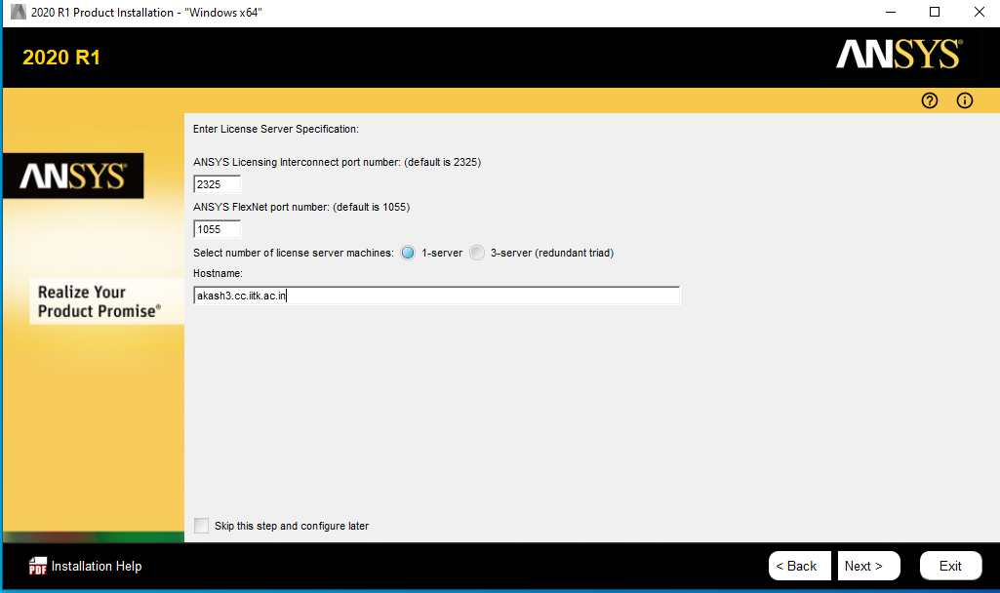 2020 R1 Product Installation - "Windows x64"
2020 R1
ANSYS®
Enter License Server Specification:
ANSYS Licensing Interconnect port number: (default is 2325)
2325
ANSYS®
ANSYS FlexNet port number: (default is 1055)
1055
Select number of license server machines: 1-server 3-server (redundant triad)
Hostname:
akash3.cc.iitk.ac.in
Realize Your
Product Promise®
Skip this step and configure later
PDF Installation Help
< Back Next > Exit